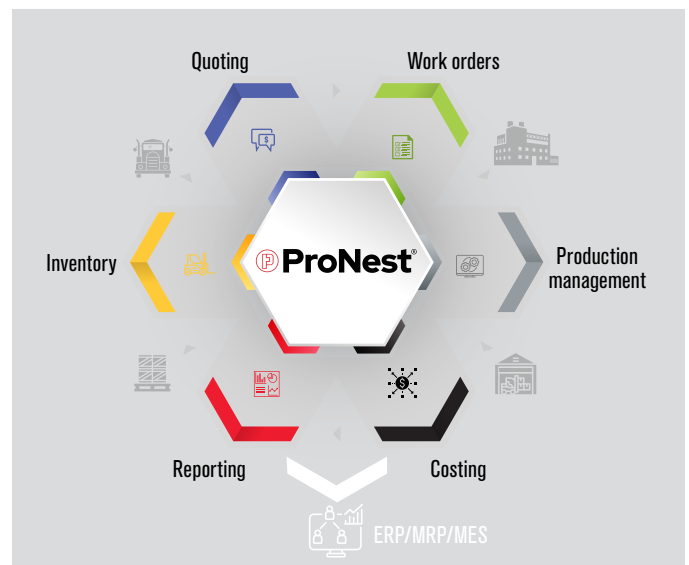 Quoting
Work orders
Inventory
ProNest®
Production
management
Reporting
Costing
ERP/MRP/MES